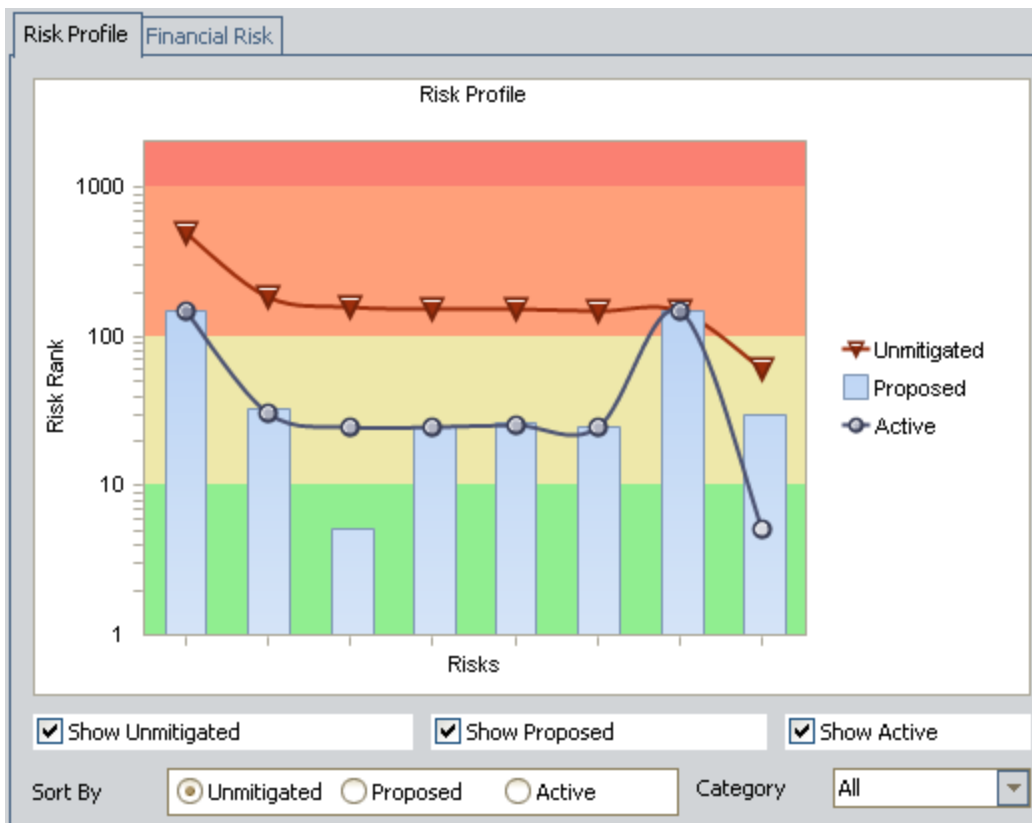 Risk Profile Financial Risk
Risk Profile
1000
100
10
1
Risk Rank
Risks
Unmitigated
Proposed
Active
Show Unmitigated Show Proposed Show Active
Sort By Unmitigated Proposed Active Category All